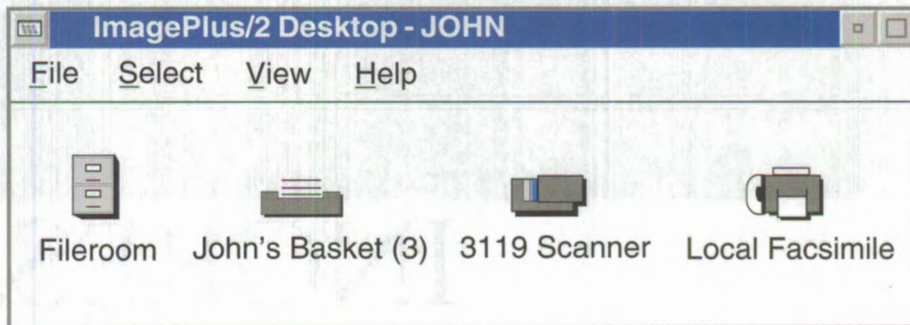 ImagePlus/2 Desktop - JOHN
File Select View Help
Fileroom John's Basket (3) 3119 Scanner Local Facsimile